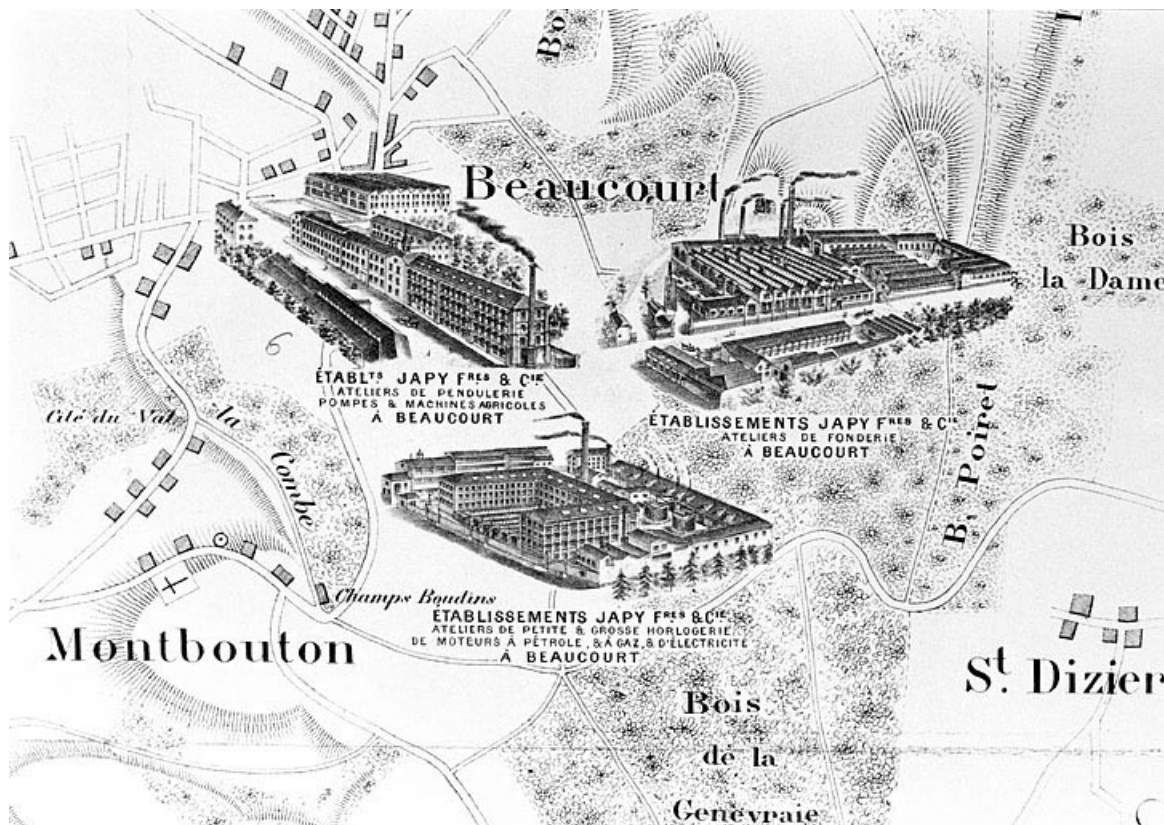 Bo
Beaucourt
Bois
la Dame
6
ÉTABLTS JAPY FRES & CIE
ATELIERS DE PENDULERIE
POMPES & MACHINES AGRICOLES
À BEAUCOURT
ÉTABLISSEMENTS JAPY FRES & CIE
ATELIERS DE FONDERIE
À BEAUCOURT
Cité du Val
la
Combe
B. Poiret
Champs Boudins
ÉTABLISSEMENTS JAPY FRES & CIE
ATELIERS DE PETITE & GROSSE HORLOGERIE,
DE MOTEURS À PÉTROLE, & À GAZ, & D'ÉLECTRICITÉ
À BEAUCOURT
Montbouton
St. Dizier
Bois
de la
Genevraie